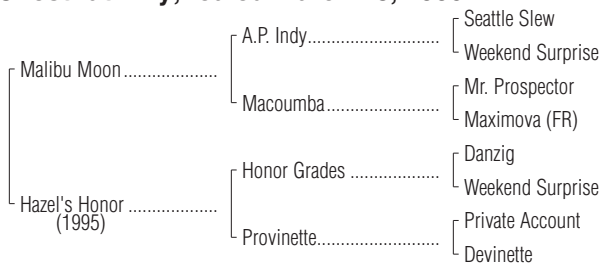 Seattle Slew
A.P. Indy
Weekend Surprise
Malibu Moon
Mr. Prospector
Macoumba
Maximova (FR)
Danzig
Honor Grades
Weekend Surprise
Hazel's Honor
(1995)
Private Account
Provinette
Devinette